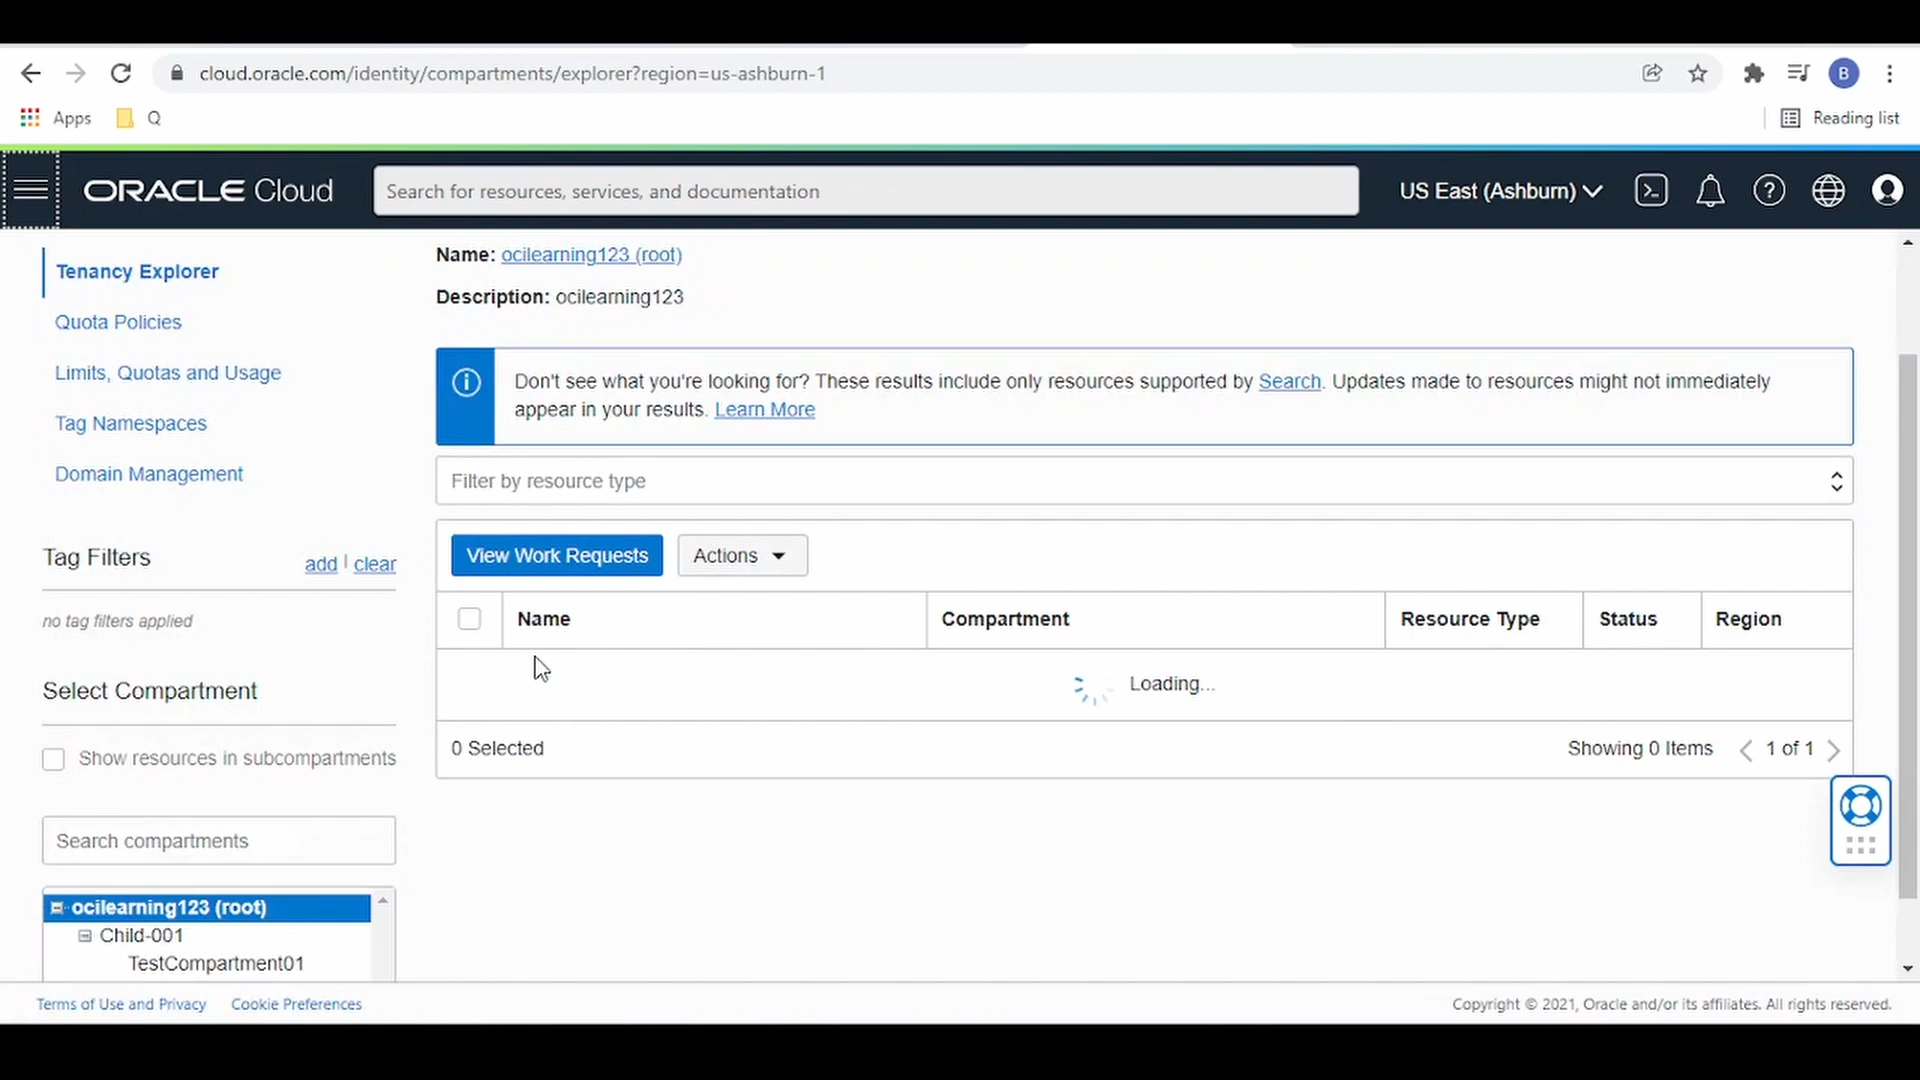 cloud.oracle.com/identity/compartments/explorer?region=us-ashburn-1
B
Apps
Q
Reading list
ORACLE Cloud
Search for resources, services, and documentation
US East (Ashburn)
Tenancy Explorer
Quota Policies
Limits, Quotas and Usage
Tag Namespaces
Domain Management
Tag Filters
add | clear
no tag filters applied
Select Compartment
Show resources in subcompartments
Search compartments
ocilearning123 (root)
Child-001
TestCompartment01
Name: ocilearning123 (root)
Description: ocilearning123
Don't see what you're looking for? These results include only resources supported by Search. Updates made to resources might not immediately
appear in your results. Learn More
Filter by resource type
View Work Requests
Actions
Name Compartment Resource Type Status Region
Loading...
0 Selected
Showing 0 Items < 1 of 1 >
Terms of Use and Privacy
Cookie Preferences
Copyright © 2021, Oracle and/or its affiliates. All rights reserved.